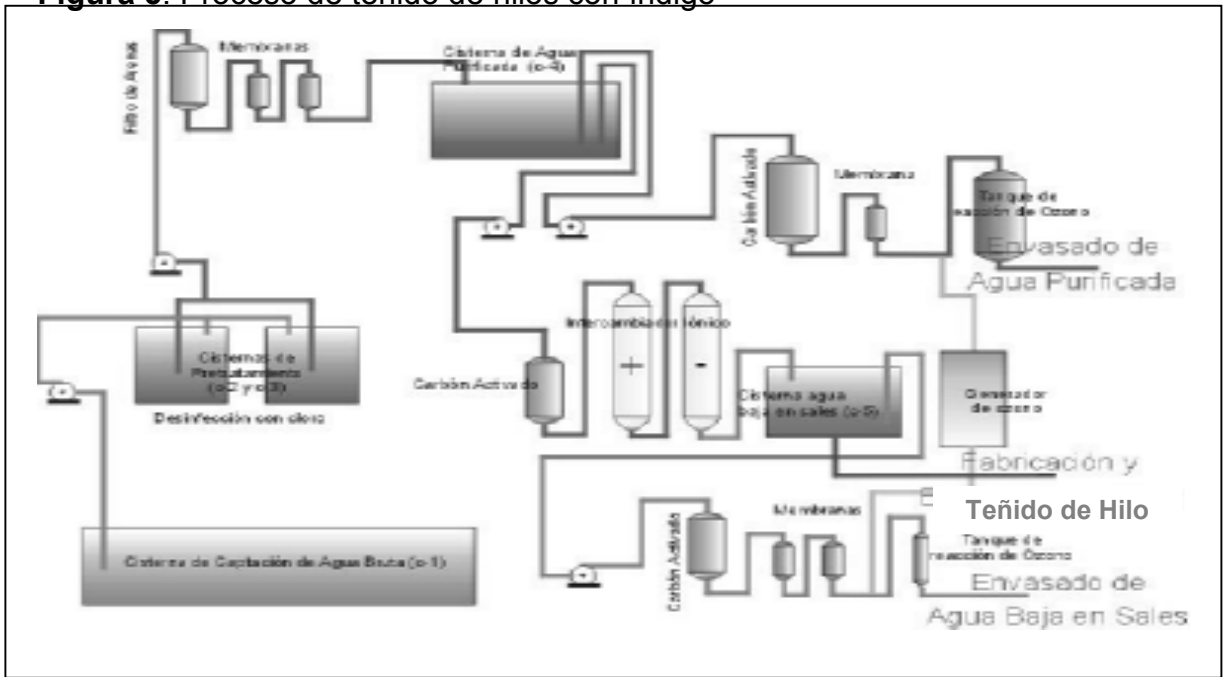 Figura 3. Proceso de teñido de hilos con índigo
Membranas
Cisterna de Agua
Purificada (c-4)
Filtro de Arenas
Carbón Activado
Membrana
Tanque de
reacción de Ozono
Envasado de
Agua Purificada
Cisternas de
Pretratamiento
(c-2 y c-3)
Desinfección con cloro
Intercambiador Iónico
+
-
Carbón Activado
Cisterna agua
baja en sales (c-5)
Generador
de ozono
Fabricación y
Teñido de Hilo
Membranas
Carbón Activado
Tanque de
reacción de Ozono
Cisterna de Captación de Agua Bruta (c-1)
Envasado de
Agua Baja en Sales